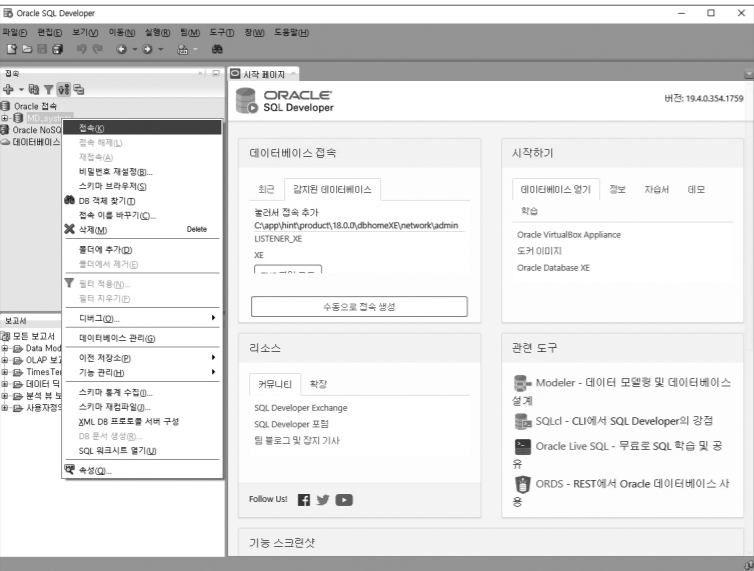 Oracle SQL Developer
파일(F) 편집(E) 보기(V) 이동(N) 실행(R) 팀(M) 도구(T) 창(W) 도움말(H)
접속
Oracle 접속
MD_system
Oracle NoSQ
데이터베이스
접속(K)
접속 해제(L)
재접속(A)
비밀번호 재설정(B)...
스키마 브라우저(S)
DB 객체 찾기(T)
접속 이름 바꾸기(C)...
삭제(M) Delete
폴더에 추가(D)
폴더에서 제거(E)
필터 적용(N)...
필터 지우기(F)
디버그(O)...
데이터베이스 관리(G)
이전 저장소(P)
기능 관리(H)
스키마 통계 수집(I)...
스키마 재컴파일(J)...
XML DB 프로토콜 서버 구성
DB 문서 생성(R)...
SQL 워크시트 열기(U)
속성(Q)...
보고서
모든 보고서
Data Mod
OLAP 보고
TimesTer
데이터 딕
분석 뷰 보
사용자정의
시작 페이지
ORACLE
SQL Developer
버전: 19.4.0.354.1759
데이터베이스 접속
최근 감지된 데이터베이스
눌러서 접속 추가
C:\app\hint\product\18.0.0\dbhomeXE\network\admin
LISTENER_XE
XE
수동으로 접속 생성
시작하기
데이터베이스 열기 정보 자습서 데모
학습
Oracle VirtualBox Appliance
도커 이미지
Oracle Database XE
리소스
커뮤니티 확장
SQL Developer Exchange
SQL Developer 포럼
팀 블로그 및 잡지 기사
Follow Us!
관련 도구
Modeler - 데이터 모델형 및 데이터베이스
설계
SQLcl - CLI에서 SQL Developer의 강점
Oracle Live SQL - 무료로 SQL 학습 및 공
유
ORDS - REST에서 Oracle 데이터베이스 사
용
기능 스크린샷